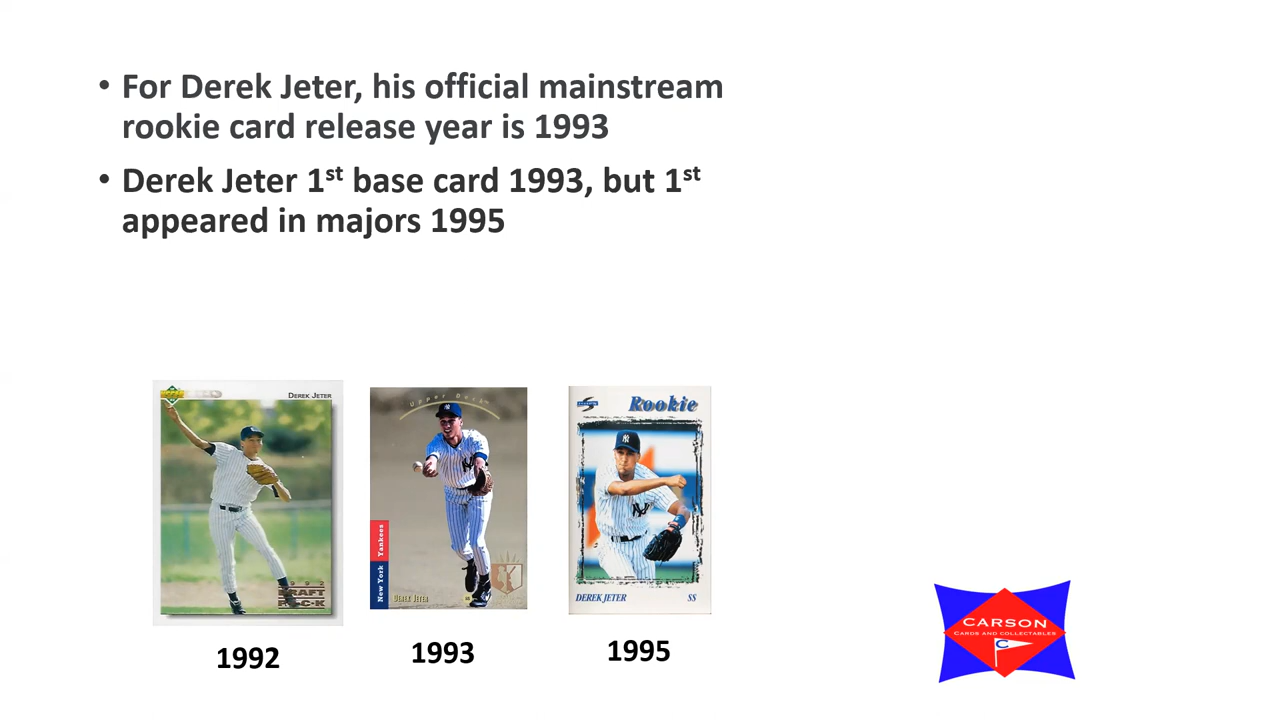 • For Derek Jeter, his official mainstream
rookie card release year is 1993
• Derek Jeter 1st base card 1993, but 1st
appeared in majors 1995
DEREK JETER
1992
DRAFT
PICK
1992
Upper Deck
New York Yankees
DEREK JETER
1993
Rookie
DEREK JETER SS
1995
CARSON
CARDS AND COLLECTABLES
C